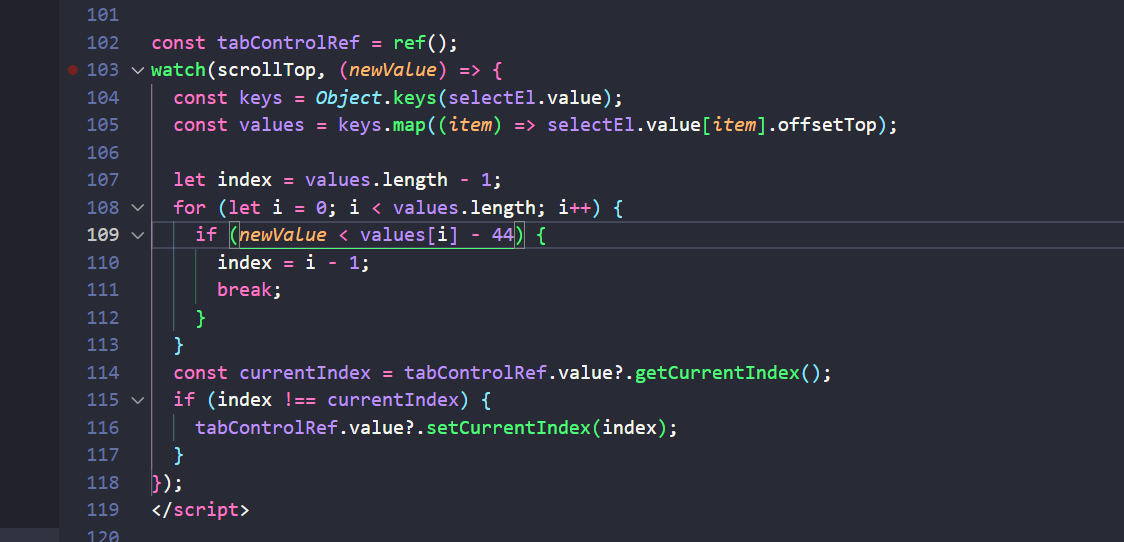 101
102 const tabControlRef = ref();
103 watch(scrollTop, (newValue) => {
104 const keys = Object.keys(selectEl.value);
105 const values = keys.map((item) => selectEl.value[item].offsetTop);
106
107 let index = values.length - 1;
108 for (let i = 0; i < values.length; i++) {
109 if (newValue < values[i] - 44) {
110 index = i - 1;
111 break;
112 }
113 }
114 const currentIndex = tabControlRef.value?.getCurrentIndex();
115 if (index !== currentIndex) {
116 tabControlRef.value?.setCurrentIndex(index);
117 }
118 });
119 </script>
120